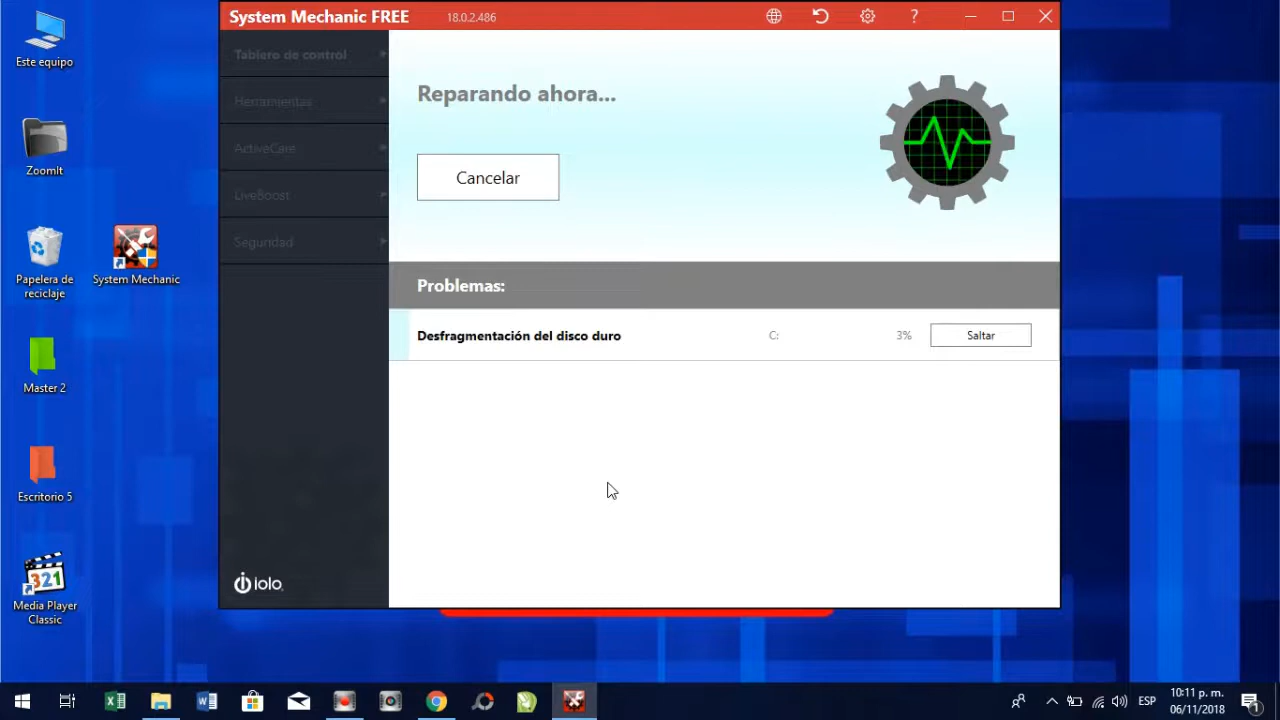 System Mechanic FREE
18.0.2.486
Este equipo
ZoomIt
Papelera de
reciclaje
System Mechanic
Master 2
Escritorio 5
Media Player
Classic
Tablero de control
Herramientas
ActiveCare
LiveBoost
Seguridad
iolo
Reparando ahora...
Cancelar
Problemas:
Desfragmentación del disco duro C: 3% Saltar
321
ESP
10:11 p. m.
06/11/2018
1